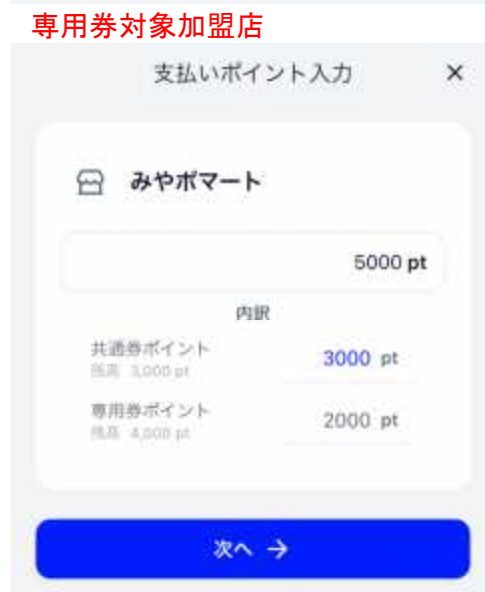 専用券対象加盟店
支払いポイント入力 ×
みやポマート
5000 pt
内訳
共通券ポイント
残高 3,000 pt
3000 pt
専用券ポイント
残高 4,000 pt
2000 pt
次へ →